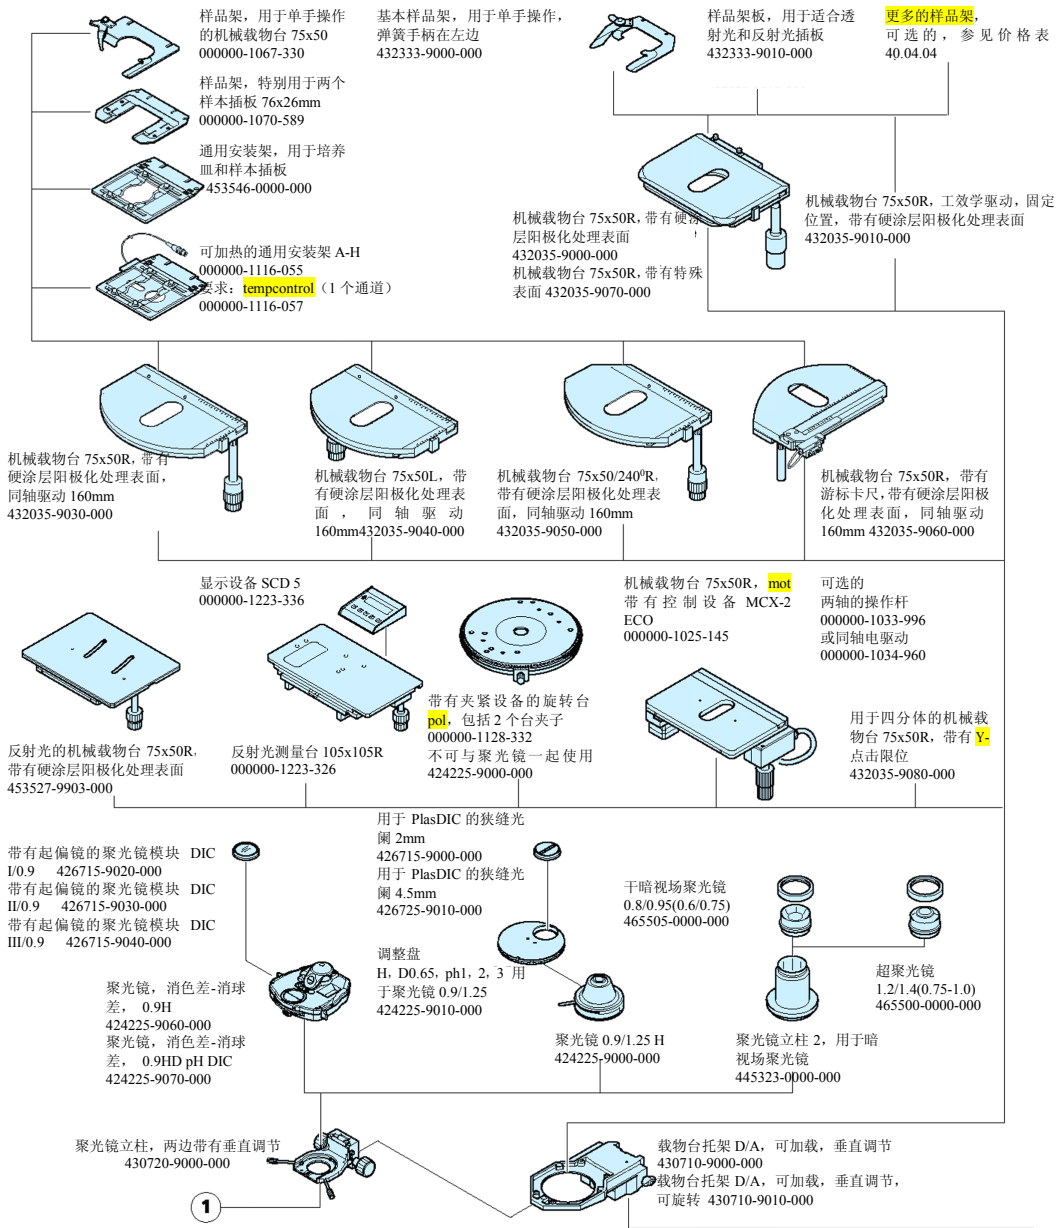 样品架，用于单手操作
的机械载物台 75x50
000000-1067-330
基本样品架，用于单手操作，
弹簧手柄在左边
432333-9000-000
样品架板，用于适合透
射光和反射光插板
432333-9010-000
更多的样品架，
可选的，参见价格表
40.04.04
样品架，特别用于两个
样本插板 76x26mm
000000-1070-589
通用安装架，用于培养
皿和样本插板
453546-0000-000
可加热的通用安装架 A-H
000000-1116-055
要求：tempcontrol（1 个通道）
000000-1116-057
机械载物台 75x50R，带有硬涂
层阳极化处理表面
432035-9000-000
机械载物台 75x50R，带有特殊
表面 432035-9070-000
机械载物台 75x50R，工效学驱动，固定
位置，带有硬涂层阳极化处理表面
432035-9010-000
机械载物台 75x50R，带有
硬涂层阳极化处理表面，
同轴驱动 160mm
432035-9030-000
机械载物台 75x50L，带
有硬涂层阳极化处理表
面，同轴驱动
160mm432035-9040-000
机械载物台 75x50/240⁰R，
带有硬涂层阳极化处理表
面，同轴驱动 160mm
432035-9050-000
机械载物台 75x50R，带有
游标卡尺，带有硬涂层阳极
化处理表面，同轴驱动
160mm 432035-9060-000
显示设备 SCD 5
000000-1223-336
机械载物台 75x50R，mot
带有控制设备 MCX-2
ECO
000000-1025-145
可选的
两轴的操作杆
000000-1033-996
或同轴电驱动
000000-1034-960
反射光的机械载物台 75x50R，
带有硬涂层阳极化处理表面
453527-9903-000
反射光测量台 105x105R
000000-1223-326
带有夹紧设备的旋转台
pol，包括 2 个台夹子
000000-1128-332
不可与聚光镜一起使用
424225-9000-000
用于四分体的机械载
物台 75x50R，带有 Y-
点击限位
432035-9080-000
带有起偏镜的聚光镜模块 DIC
I/0.9 426715-9020-000
带有起偏镜的聚光镜模块 DIC
II/0.9 426715-9030-000
带有起偏镜的聚光镜模块 DIC
III/0.9 426715-9040-000
用于 PlasDIC 的狭缝光
阑 2mm
426715-9000-000
用于 PlasDIC 的狭缝光
阑 4.5mm
426725-9010-000
干暗视场聚光镜
0.8/0.95(0.6/0.75)
465505-0000-000
调整盘
H，D0.65，ph1，2，3 用
于聚光镜 0.9/1.25
424225-9010-000
超聚光镜
1.2/1.4(0.75-1.0)
465500-0000-000
聚光镜，消色差-消球
差， 0.9H
424225-9060-000
聚光镜，消色差-消球
差， 0.9HD pH DIC
424225-9070-000
聚光镜 0.9/1.25 H
424225-9000-000
聚光镜立柱 2，用于暗
视场聚光镜
445323-0000-000
聚光镜立柱，两边带有垂直调节
430720-9000-000
载物台托架 D/A，可加载，垂直调节
430710-9000-000
载物台托架 D/A，可加载，垂直调节，
可旋转 430710-9010-000
1